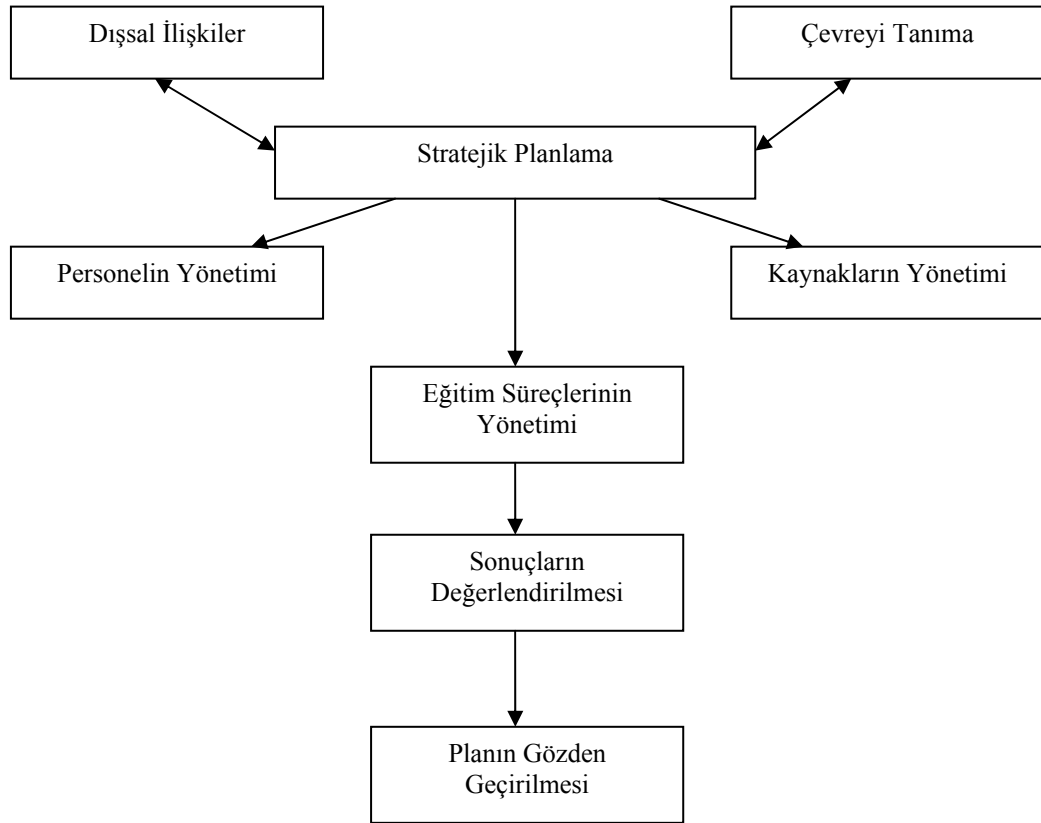 Dışsal İlişkiler
Çevreyi Tanıma
Stratejik Planlama
Personelin Yönetimi
Kaynakların Yönetimi
Eğitim Süreçlerinin
Yönetimi
Sonuçların
Değerlendirilmesi
Planın Gözden
Geçirilmesi